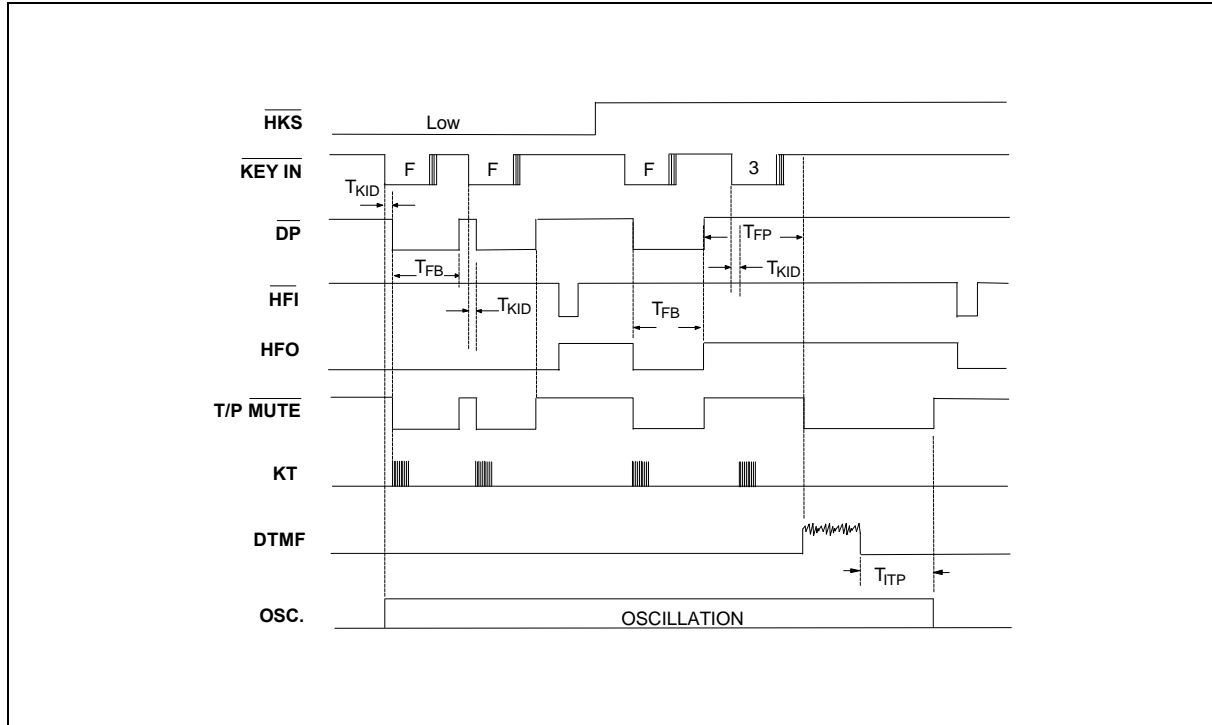 HKS
Low
KEY IN
F
F
F
3
TKID
DP
TFP
TKID
TFB
HFI
TKID
TFB
HFO
T/P MUTE
KT
DTMF
TITP
OSC.
OSCILLATION